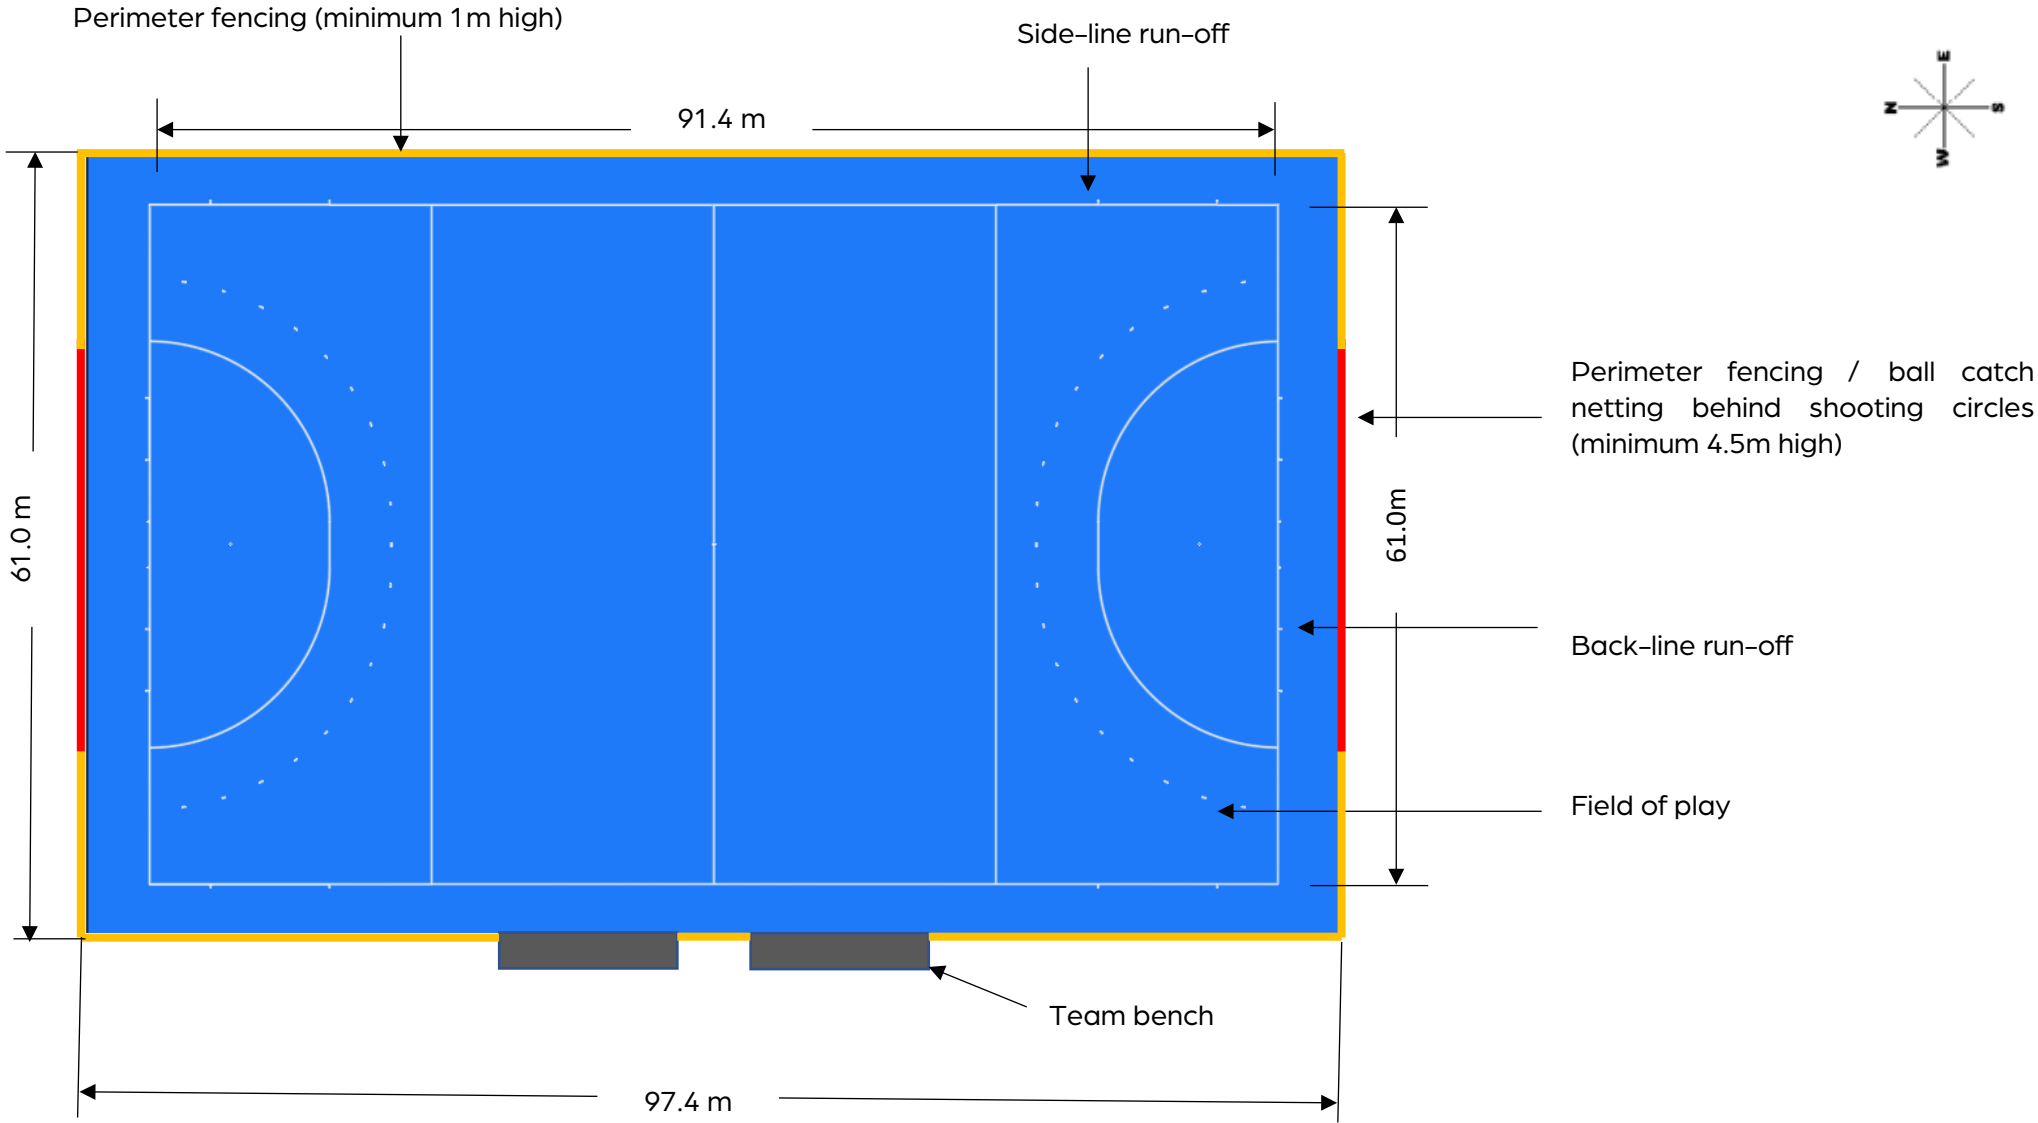 Perimeter fencing (minimum 1m high)
Side-line run-off
E
N
S
W
91.4 m
Perimeter fencing / ball catch
netting behind shooting circles
(minimum 4.5m high)
61.0 m
61.0m
Back-line run-off
Field of play
Team bench
97.4 m